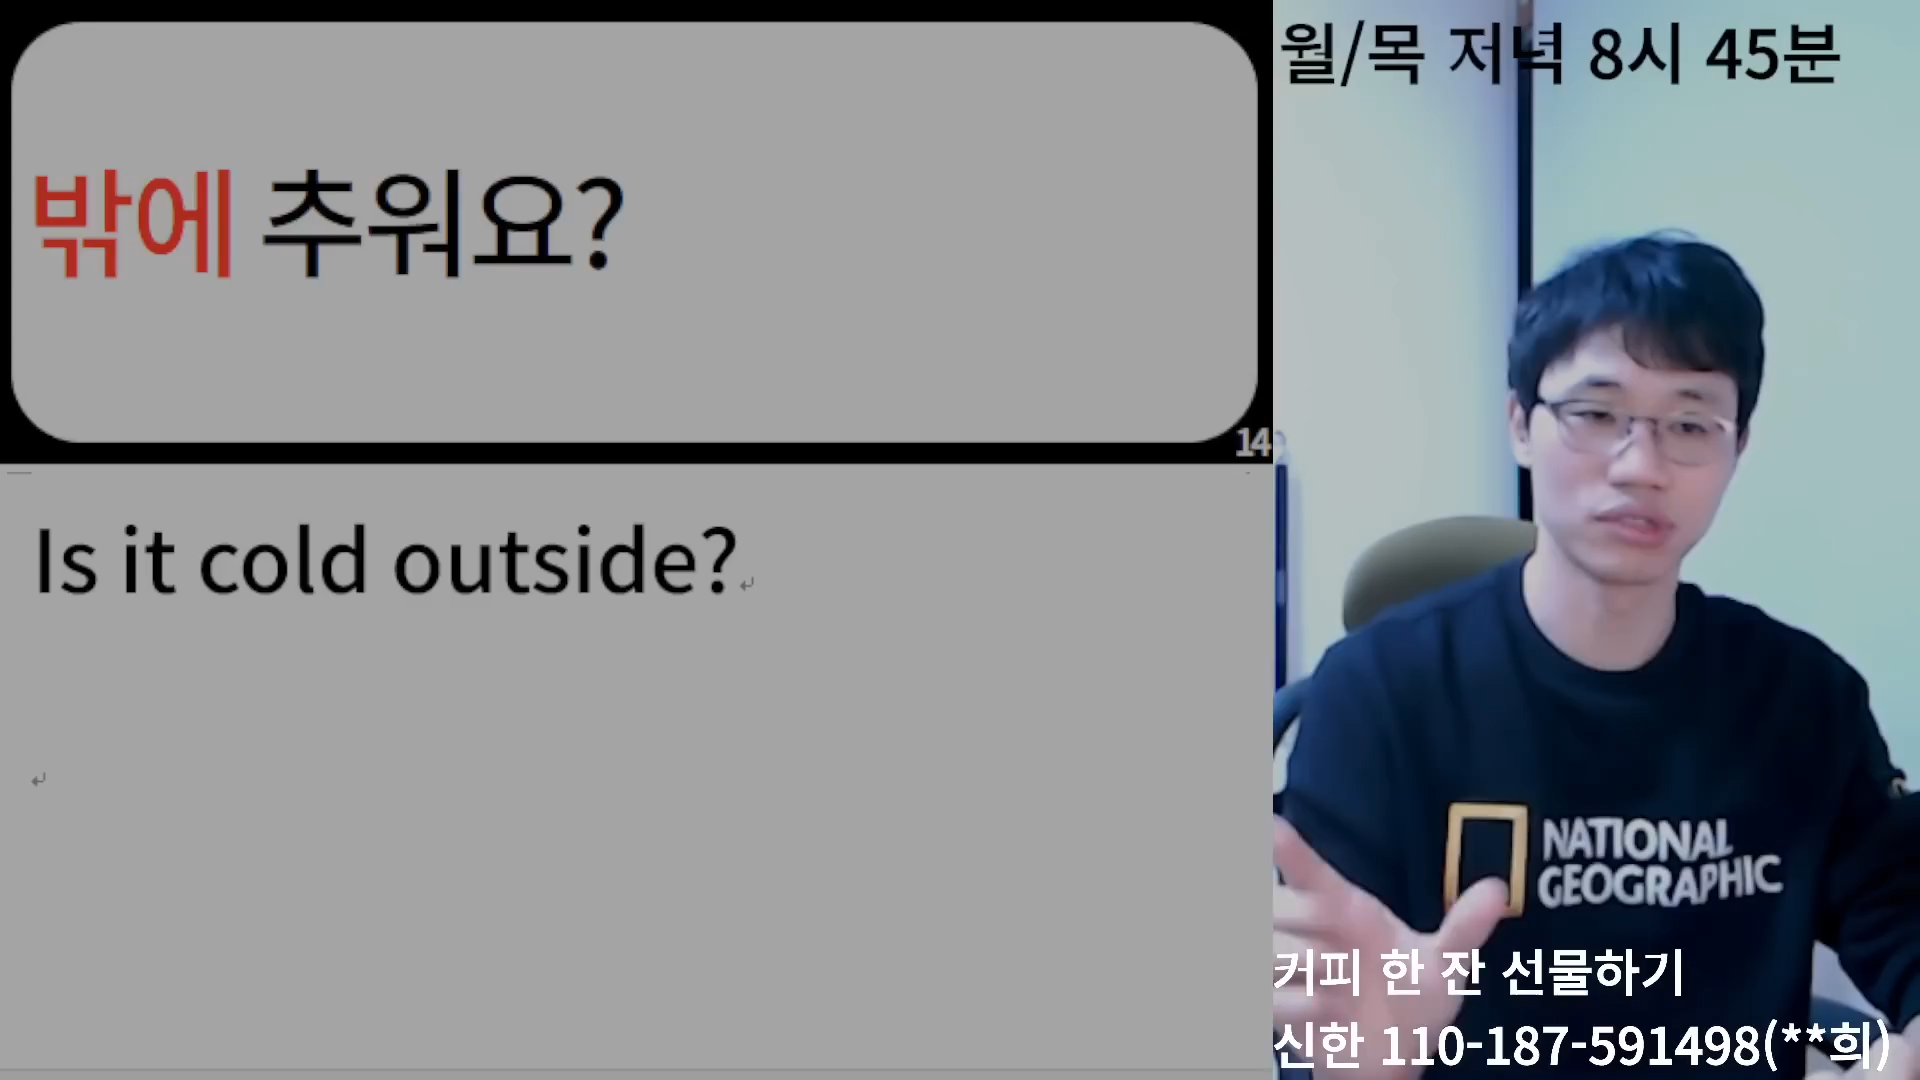 밖에 추워요?
14
Is it cold outside?
월/목 저녁 8시 45분
NATIONAL
GEOGRAPHIC
커피 한 잔 선물하기
신한 110-187-591498(**희)